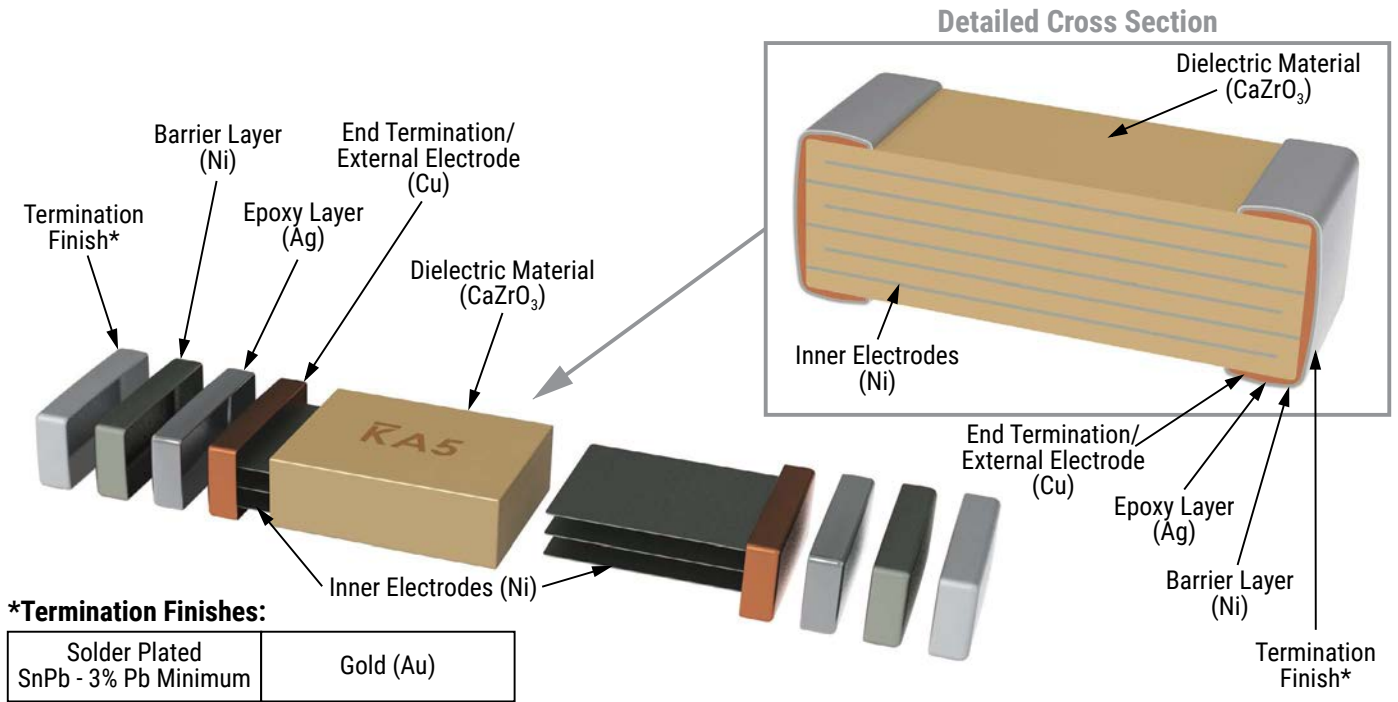 Detailed Cross Section
Dielectric Material
(CaZrO₃)
Inner Electrodes
(Ni)
End Termination/
External Electrode
(Cu)
Epoxy Layer
(Ag)
Barrier Layer
(Ni)
Termination
Finish*
Termination
Finish*
Barrier Layer
(Ni)
Epoxy Layer
(Ag)
End Termination/
External Electrode
(Cu)
Dielectric Material
(CaZrO₃)
KA5
Inner Electrodes (Ni)
*Termination Finishes:
Solder Plated
SnPb - 3% Pb Minimum
Gold (Au)